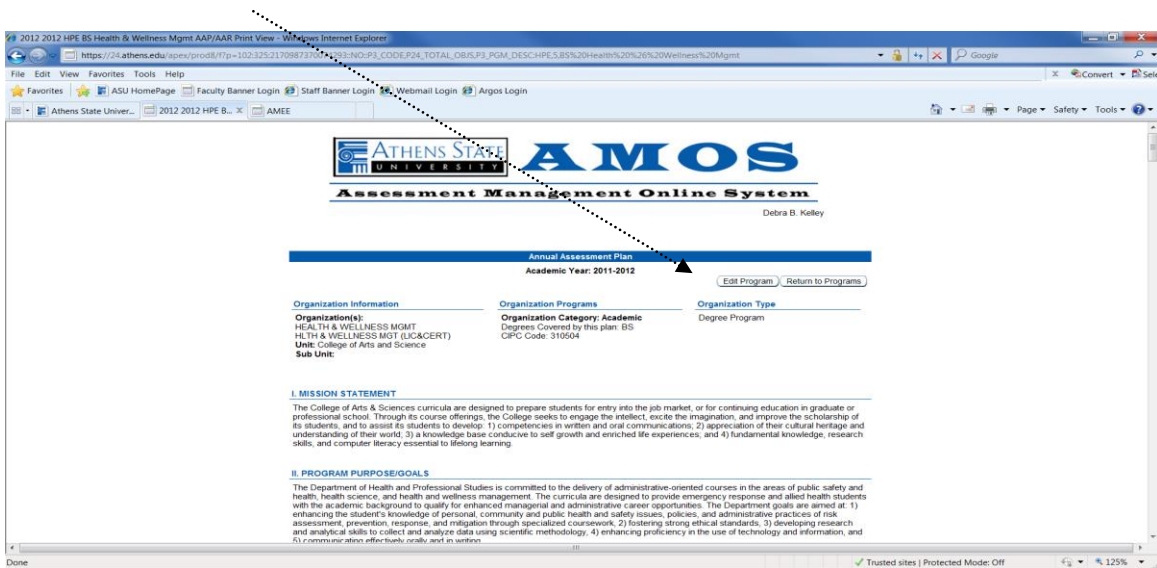 2012 2012 HPE BS Health & Wellness Mgmt AAP/AAR Print View - Windows Internet Explorer
Google
File Edit View Favorites Tools Help
x Convert Sele
Favorites ASU HomePage Faculty Banner Login Staff Banner Login Webmail Login Argos Login
Athens State Univer... 2012 2012 HPE B... x AMEE
Page Safety Tools
ATHENS STATE
UNIVERSITY
AMOS
Assessment Management Online System
Debra B. Kelley
Annual Assessment Plan
Academic Year: 2011-2012
Edit Program Return to Programs
Organization Information Organization Programs Organization Type
Organization(s): Organization Category: Academic Degree Program
HEALTH & WELLNESS MGMT Degrees Covered by this plan: BS
HLTH & WELLNESS MGT (LIC&CERT) CIPC Code: 310504
Unit: College of Arts and Science
Sub Unit:
I. MISSION STATEMENT
The College of Arts & Sciences curricula are designed to prepare students for entry into the job market, or for continuing education in graduate or
professional school. Through its course offerings, the College seeks to engage the intellect, excite the imagination, and improve the scholarship of
its students, and to assist its students to develop: 1) competencies in written and oral communications; 2) appreciation of their cultural heritage and
understanding of their world; 3) a knowledge base conducive to self growth and enriched life experiences; and 4) fundamental knowledge, research
skills, and computer literacy essential to lifelong learning.
II. PROGRAM PURPOSE/GOALS
The Department of Health and Professional Studies is committed to the delivery of administrative-oriented courses in the areas of public safety and
health, health science, and health and wellness management. The curricula are designed to provide emergency response and allied health students
with the academic background to qualify for enhanced managerial and administrative career opportunities. The Department goals are aimed at: 1)
enhancing the student's knowledge of personal, community and public health and safety issues, policies, and administrative practices of risk
assessment, prevention, response, and mitigation through specialized coursework, 2) fostering strong ethical standards, 3) developing research
and analytical skills to collect and analyze data using scientific methodology, 4) enhancing proficiency in the use of technology and information, and
5) communicating effectively orally and in writing.
Done Trusted sites | Protected Mode: Off 125%